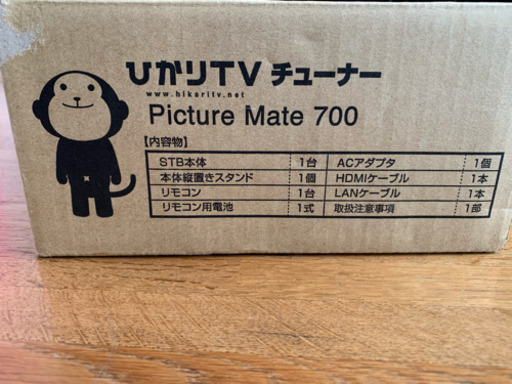 ひかりTV チューナー
www.hikaritv.net
Picture Mate 700
【内容物】
STB本体 1台 ACアダプタ 1個
本体縦置きスタンド 1個 HDMIケーブル 1本
リモコン 1台 LANケーブル 1本
リモコン用電池 1式 取扱注意事項 1部